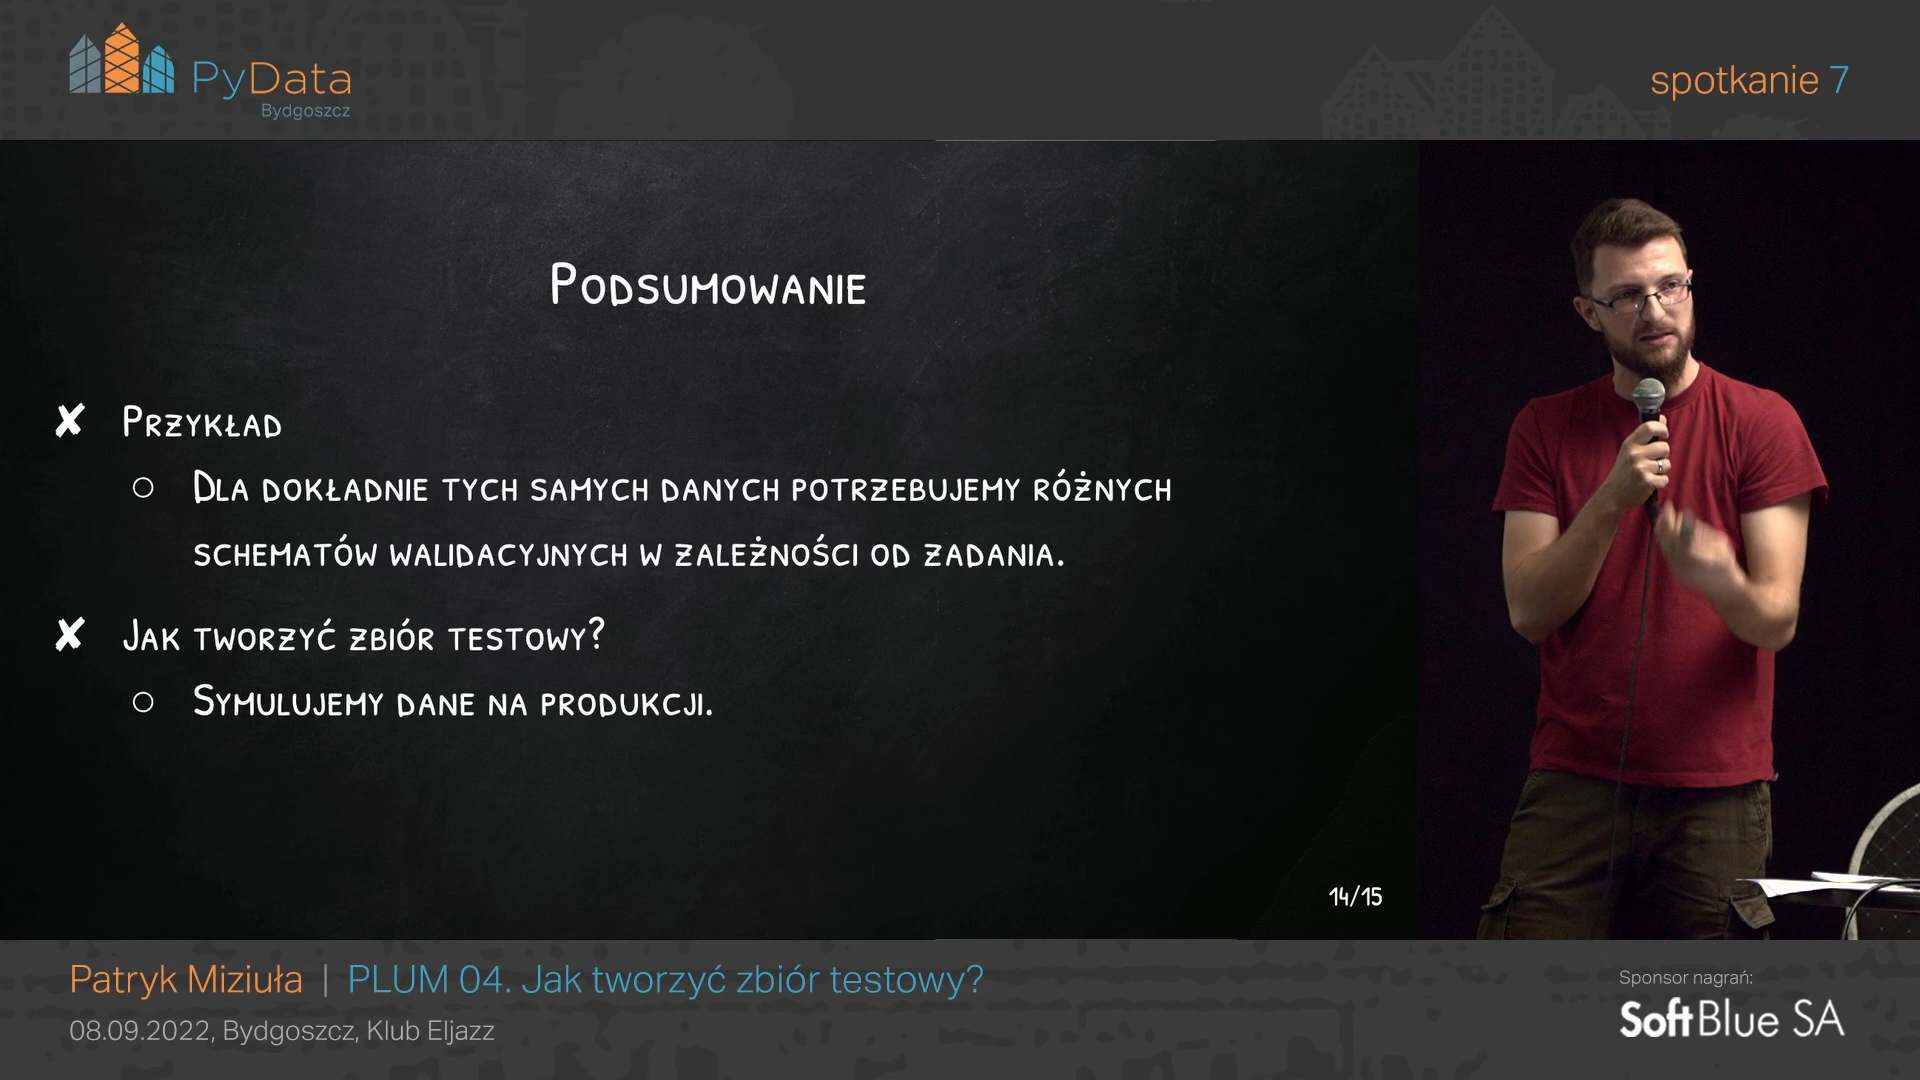 PyData
Bydgoszcz
spotkanie 7
Podsumowanie
✘ Przykład
○ Dla dokładnie tych samych danych potrzebujemy różnych
schematów walidacyjnych w zależności od zadania.
✘ Jak tworzyć zbiór testowy?
○ Symulujemy dane na produkcji.
14/15
Patryk Miziuła | PLUM 04. Jak tworzyć zbiór testowy?
08.09.2022, Bydgoszcz, Klub Eljazz
Sponsor nagrań:
SoftBlue SA